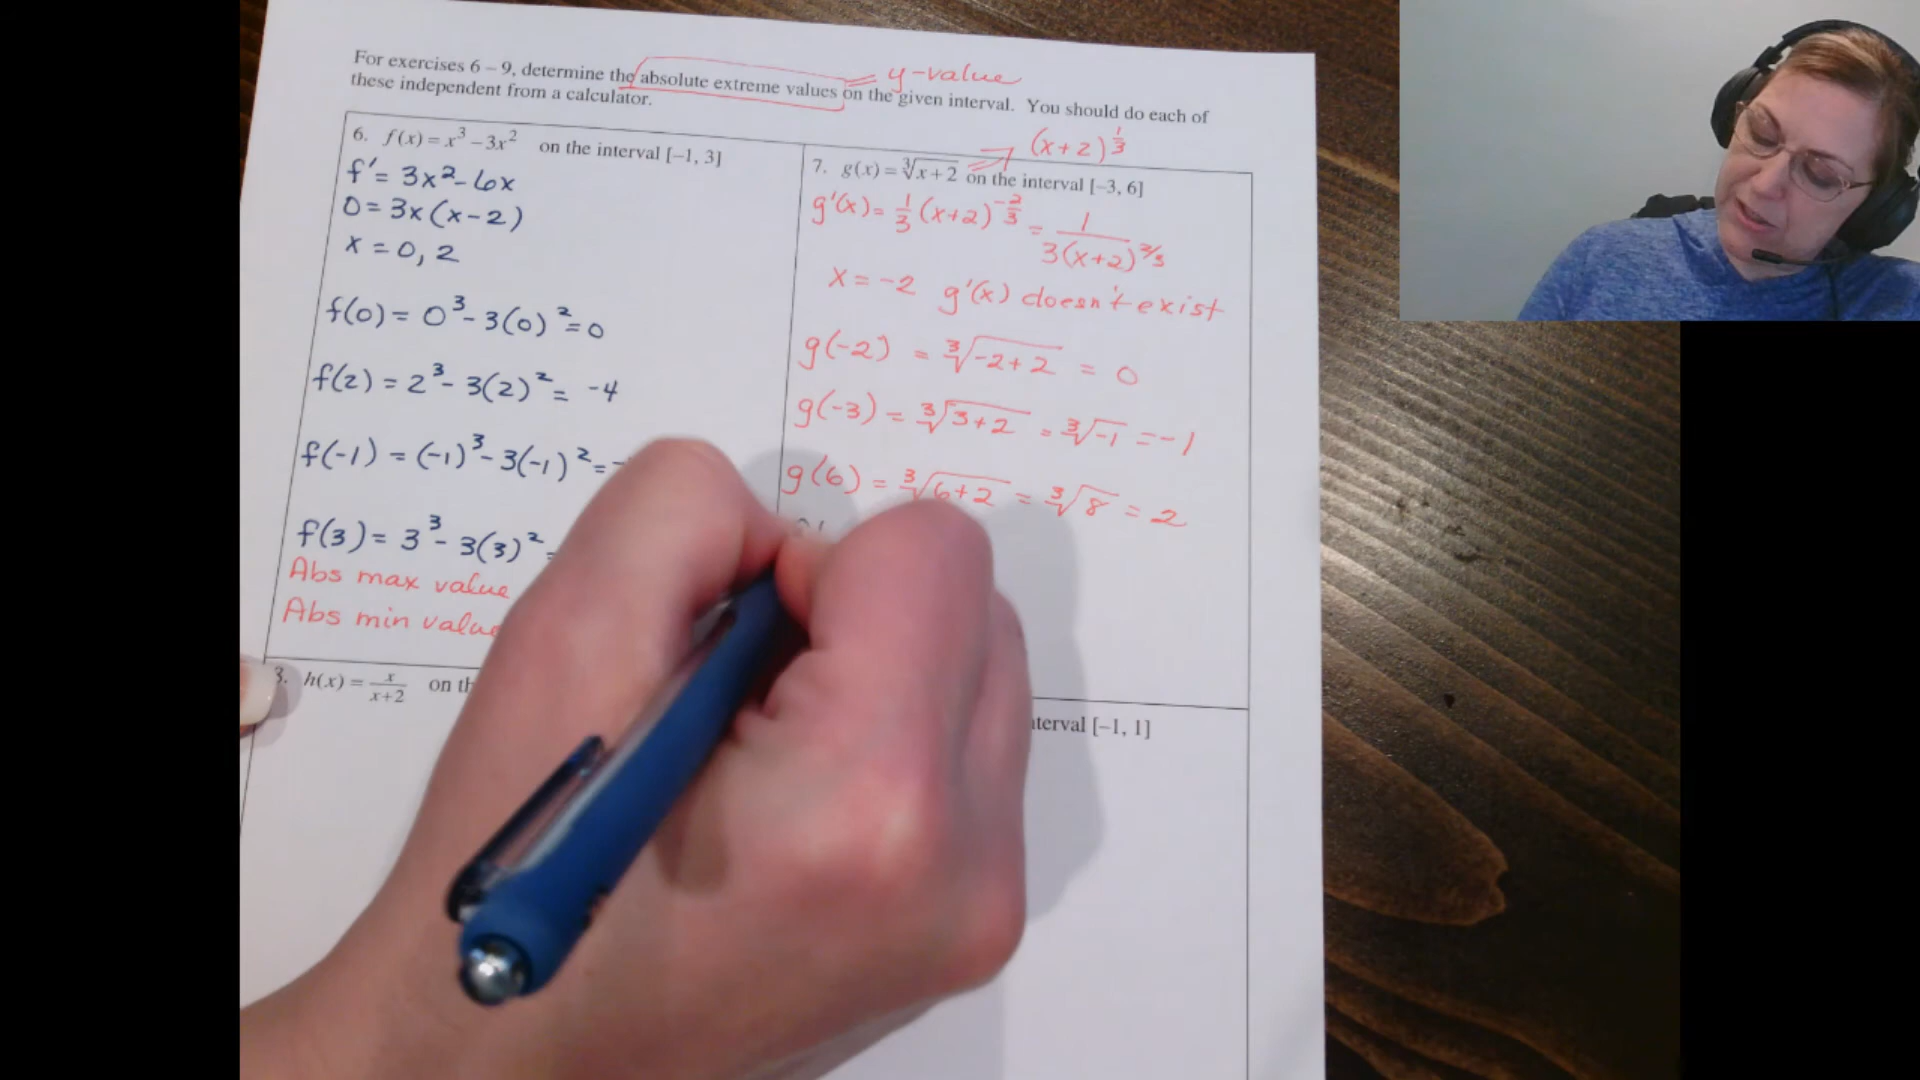 For exercises 6 – 9, determine the absolute extreme values on the given interval. You should do each of
these independent from a calculator.
= y-value
6. f(x) = x³ – 3x² on the interval [–1, 3]
f' = 3x² - 6x
0 = 3x(x-2)
x = 0, 2
f(0) = 0³ - 3(0)² = 0
f(2) = 2³ - 3(2)² = -4
f(-1) = (-1)³ - 3(-1)² = -
f(3) = 3³ - 3(3)² =
Abs max value
Abs min value
7. g(x) = ∛(x+2) on the interval [–3, 6]
⇒ (x+2)^(1/3)
g'(x) = 1/3 (x+2)^(-2/3) = 1/(3(x+2)^(2/3))
x = -2 g'(x) doesn't exist
g(-2) = ∛(-2+2) = 0
g(-3) = ∛(-3+2) = ∛(-1) = -1
g(6) = ∛(6+2) = ∛8 = 2
3. h(x) = x/(x+2) on th
terval [–1, 1]